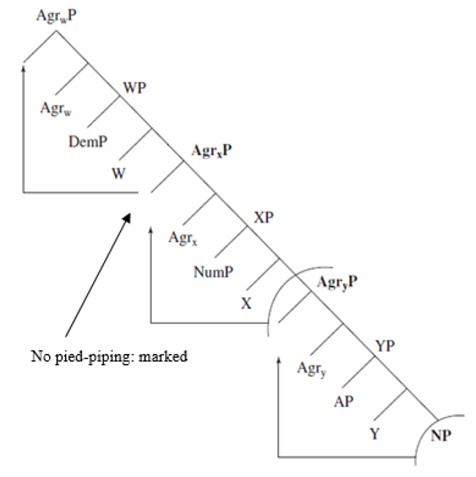 AgrwP
WP
Agrw
DemP
W
AgrxP
XP
Agrx
NumP
X
AgryP
No pied-piping: marked
YP
Agry
AP
Y
NP